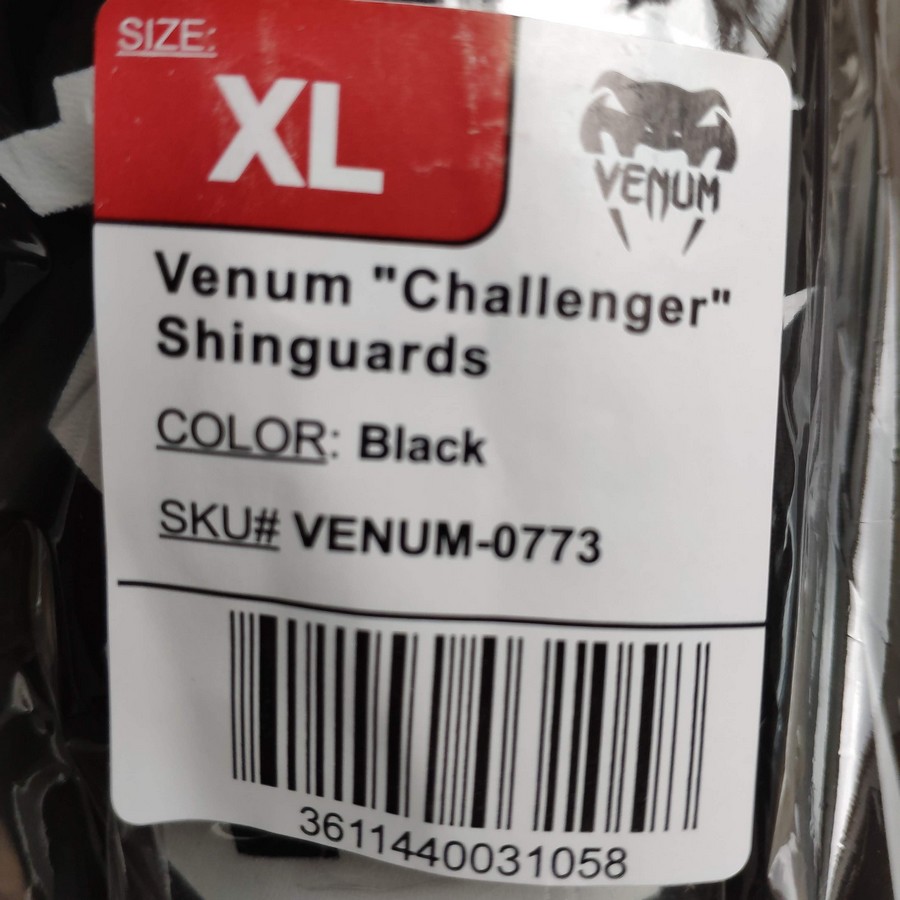 SIZE:
XL
VENUM
Venum "Challenger"
Shinguards
COLOR: Black
SKU# VENUM-0773
3611440031058